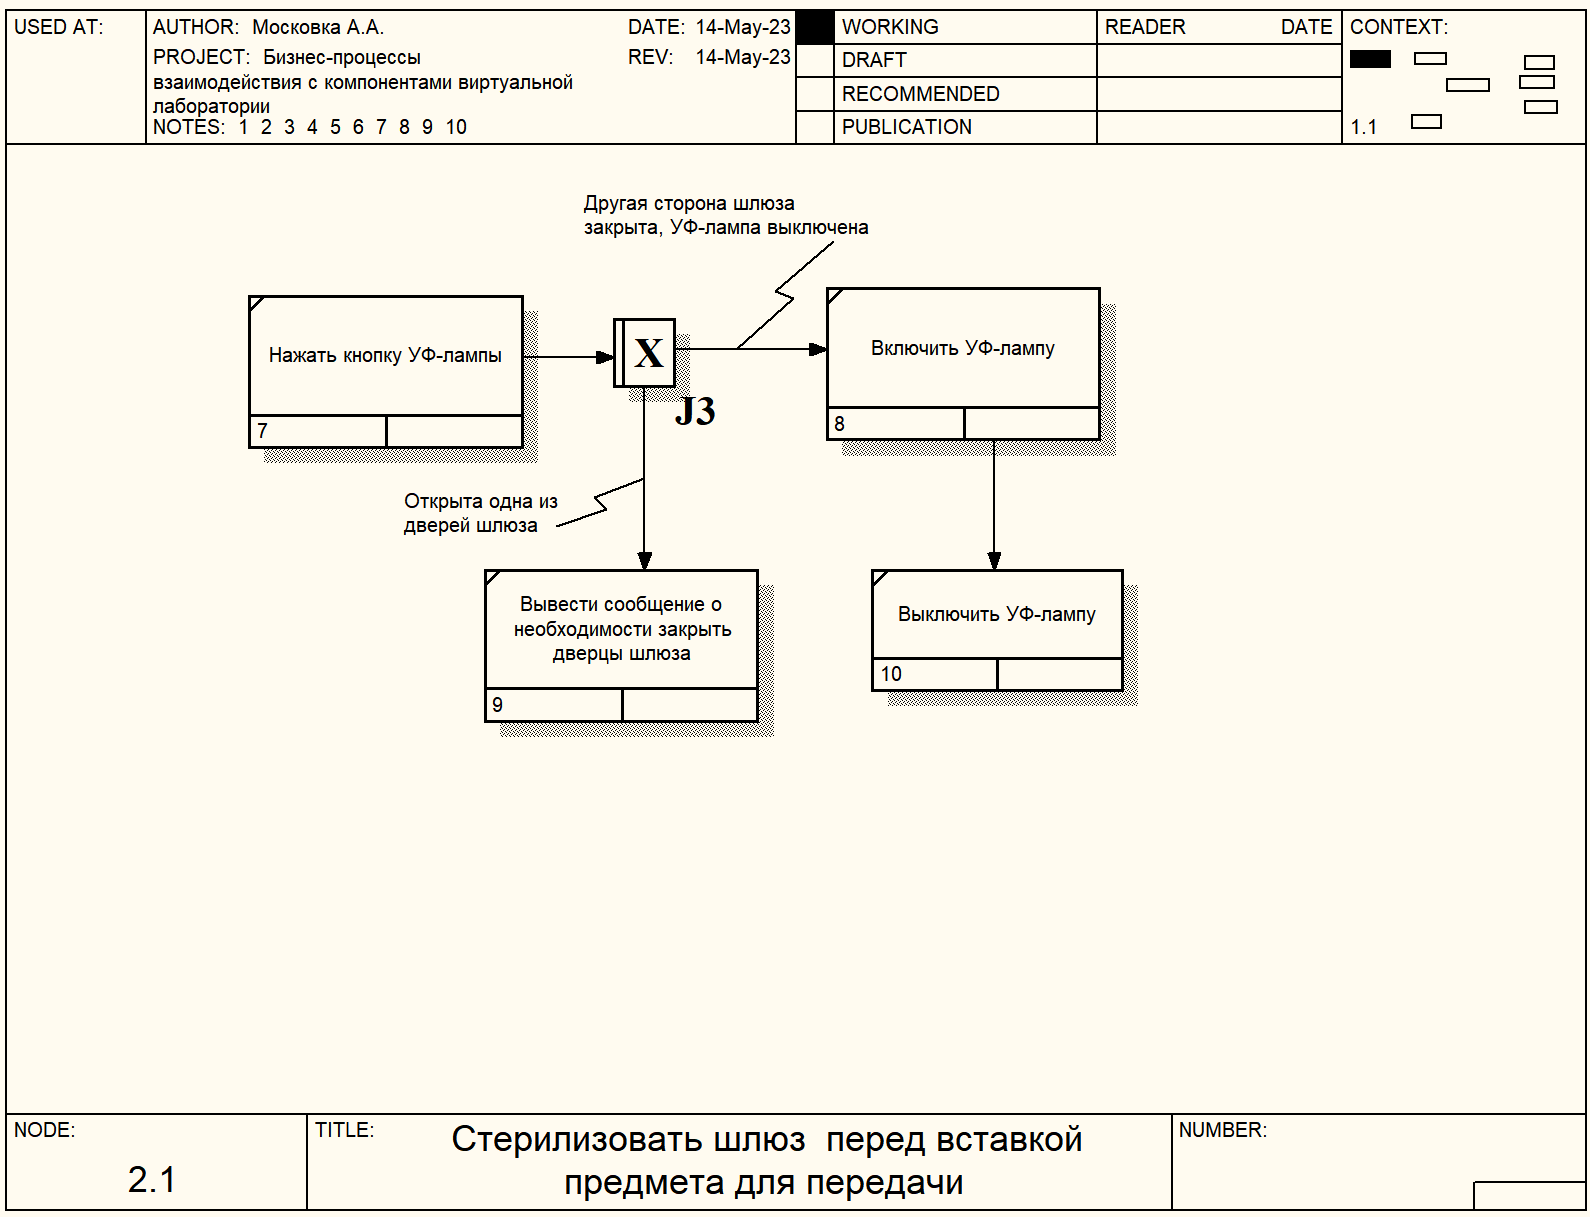 USED AT:
AUTHOR: Московка А.А.
DATE: 14-May-23
PROJECT: Бизнес-процессы
взаимодействия с компонентами виртуальной
лаборатории
REV: 14-May-23
NOTES: 1 2 3 4 5 6 7 8 9 10
WORKING
DRAFT
RECOMMENDED
PUBLICATION
READER DATE
CONTEXT:
1.1
Другая сторона шлюза
закрыта, УФ-лампа выключена
Нажать кнопку УФ-лампы
7
X
J3
Включить УФ-лампу
8
Открыта одна из
дверей шлюза
Вывести сообщение о
необходимости закрыть
дверцы шлюза
9
Выключить УФ-лампу
10
NODE:
2.1
TITLE:
Стерилизовать шлюз перед вставкой
предмета для передачи
NUMBER: